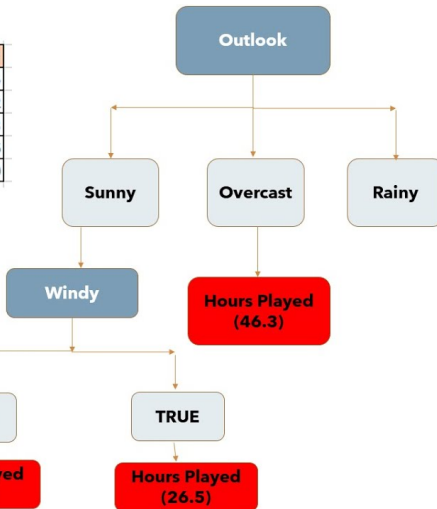 Outlook
Sunny
Overcast
Rainy
Windy
Hours Played
(46.3)
TRUE
Hours Played
(26.5)